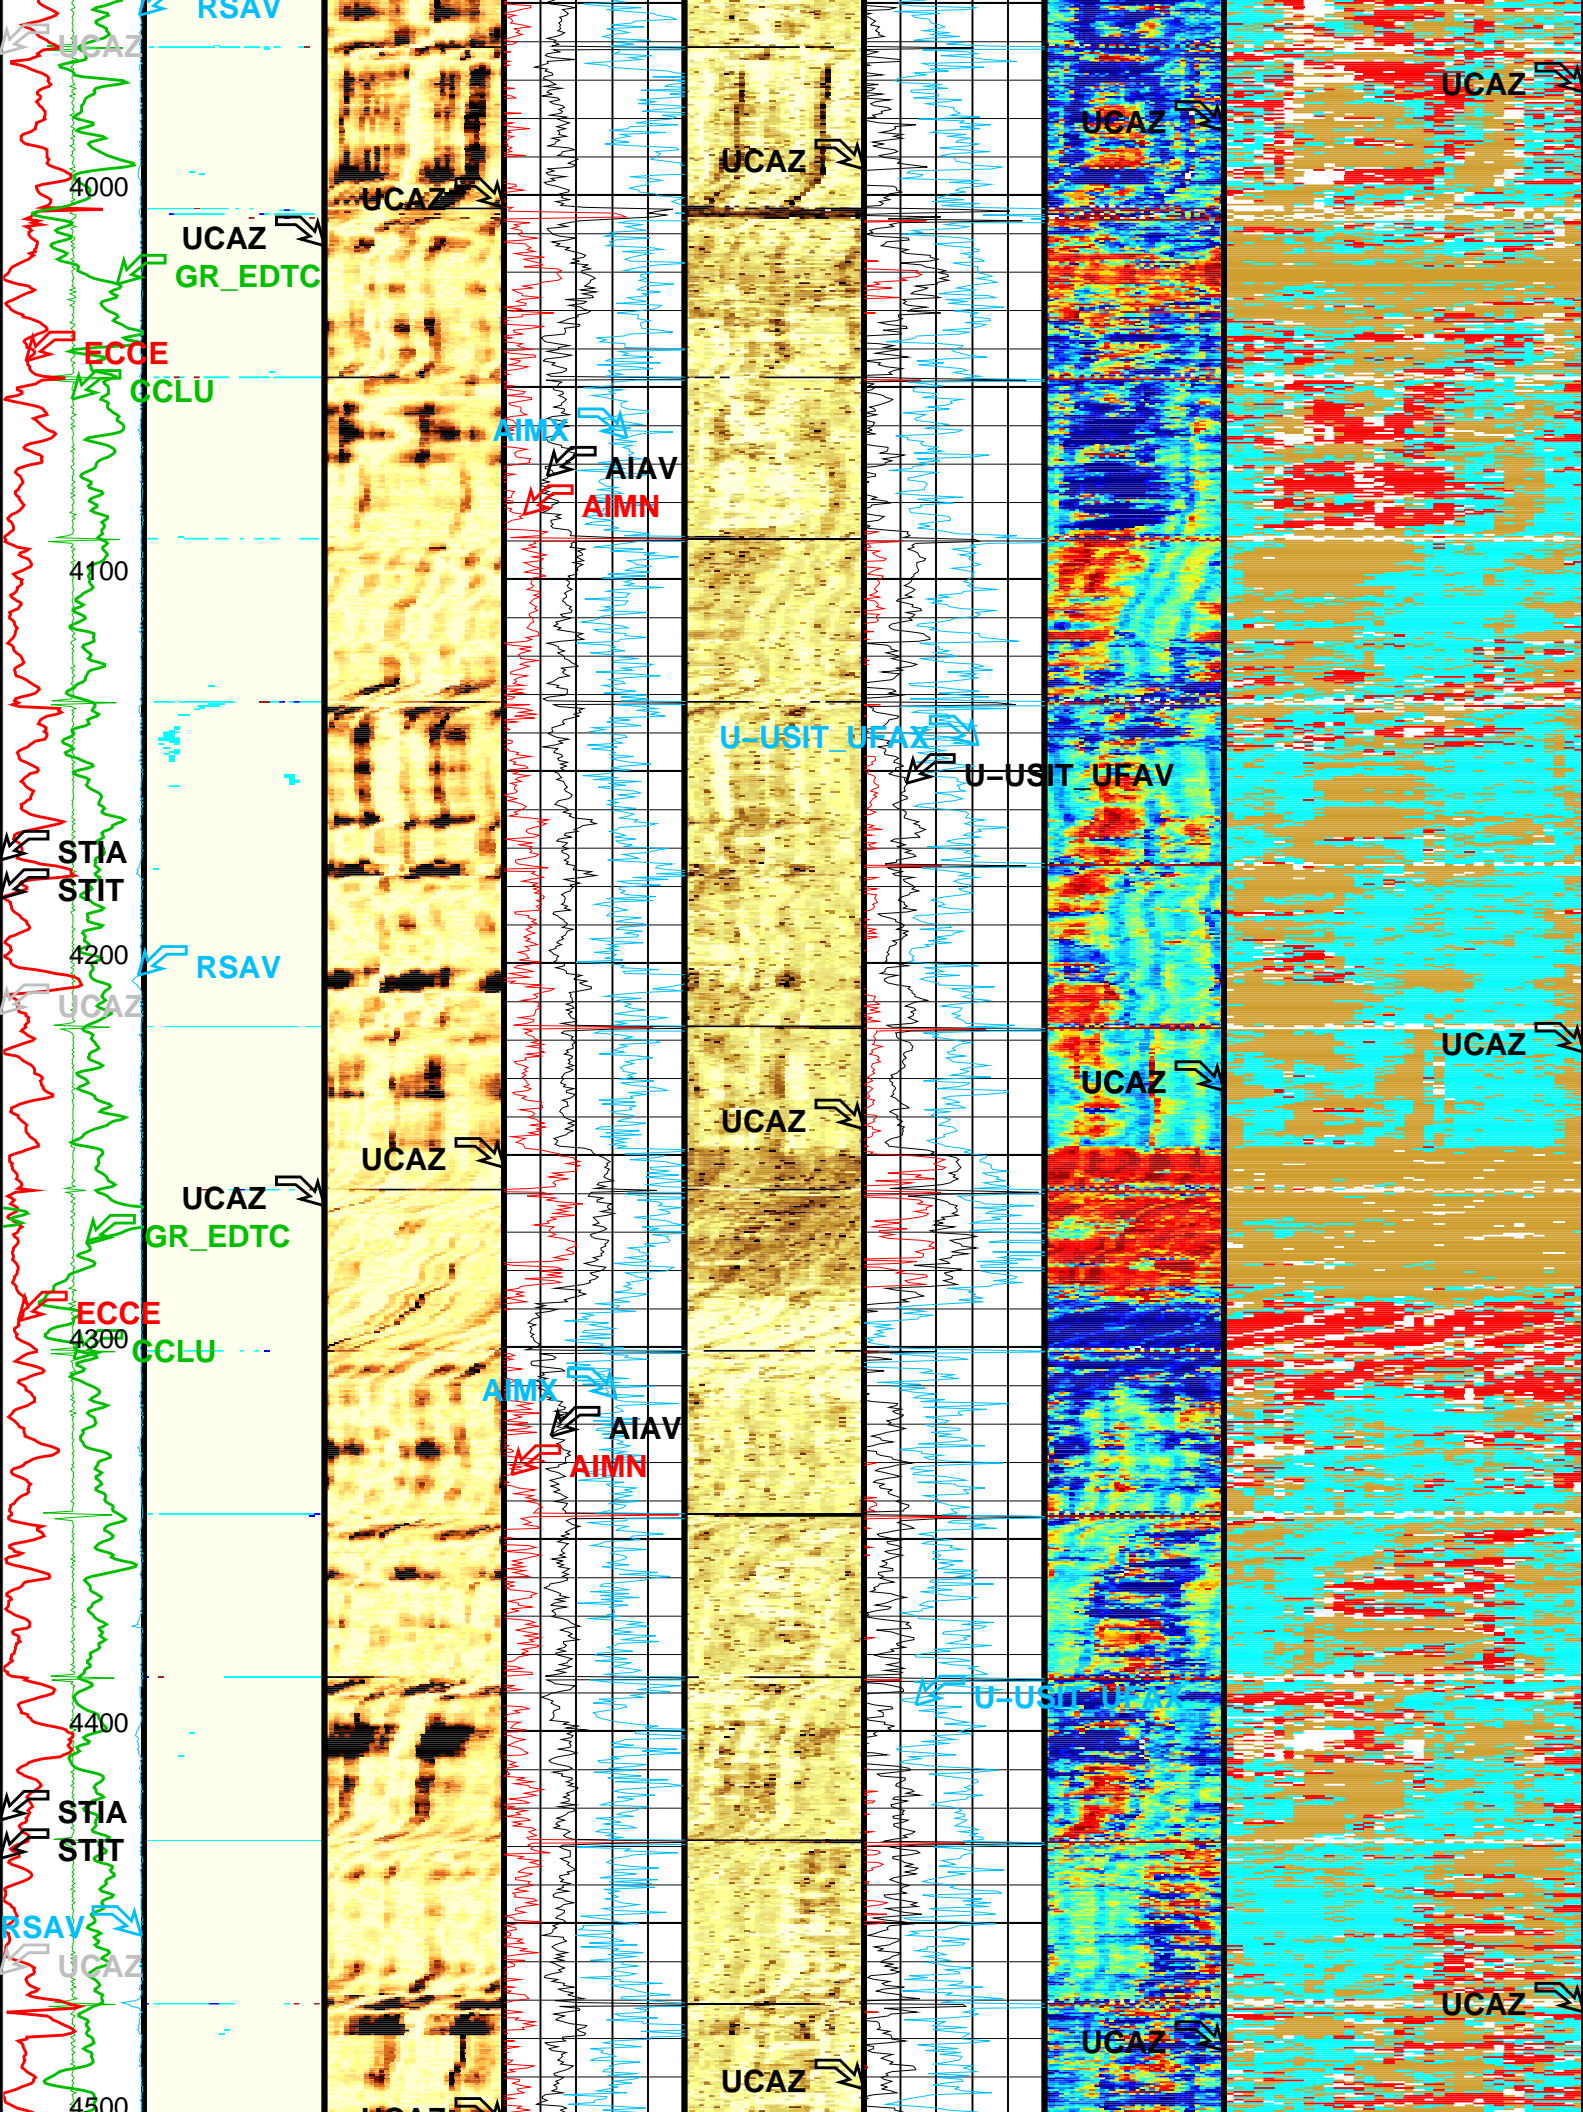 RSAV
UCAZ
UCAZ
UCAZ
UCAZ
4000
UCAZ
UCAZ
GR_EDTC
ECCE
CCLU
AIMX
AIAV
AIMN
4100
U–USIT_UFAX
U–USIT_UFAV
STIA
STIT
4200
RSAV
UCAZ
UCAZ
UCAZ
UCAZ
UCAZ
UCAZ
GR_EDTC
ECCE
4300
CCLU
AIMX
AIAV
AIMN
U–USIT_UFAX
4400
STIA
STIT
RSAV
UCAZ
UCAZ
UCAZ
UCAZ
4500
UCAZ